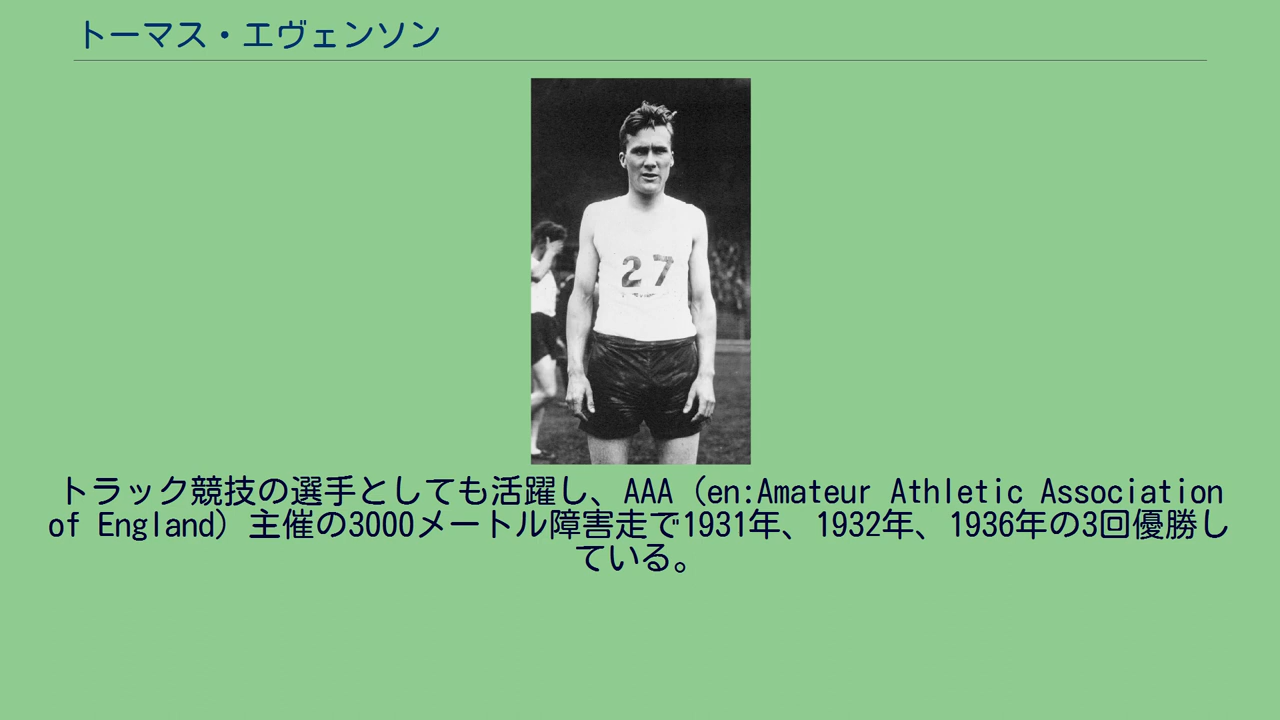 トーマス・エヴェンソン
27
トラック競技の選手としても活躍し、AAA（en:Amateur Athletic Association
of England）主催の3000メートル障害走で1931年、1932年、1936年の3回優勝し
ている。